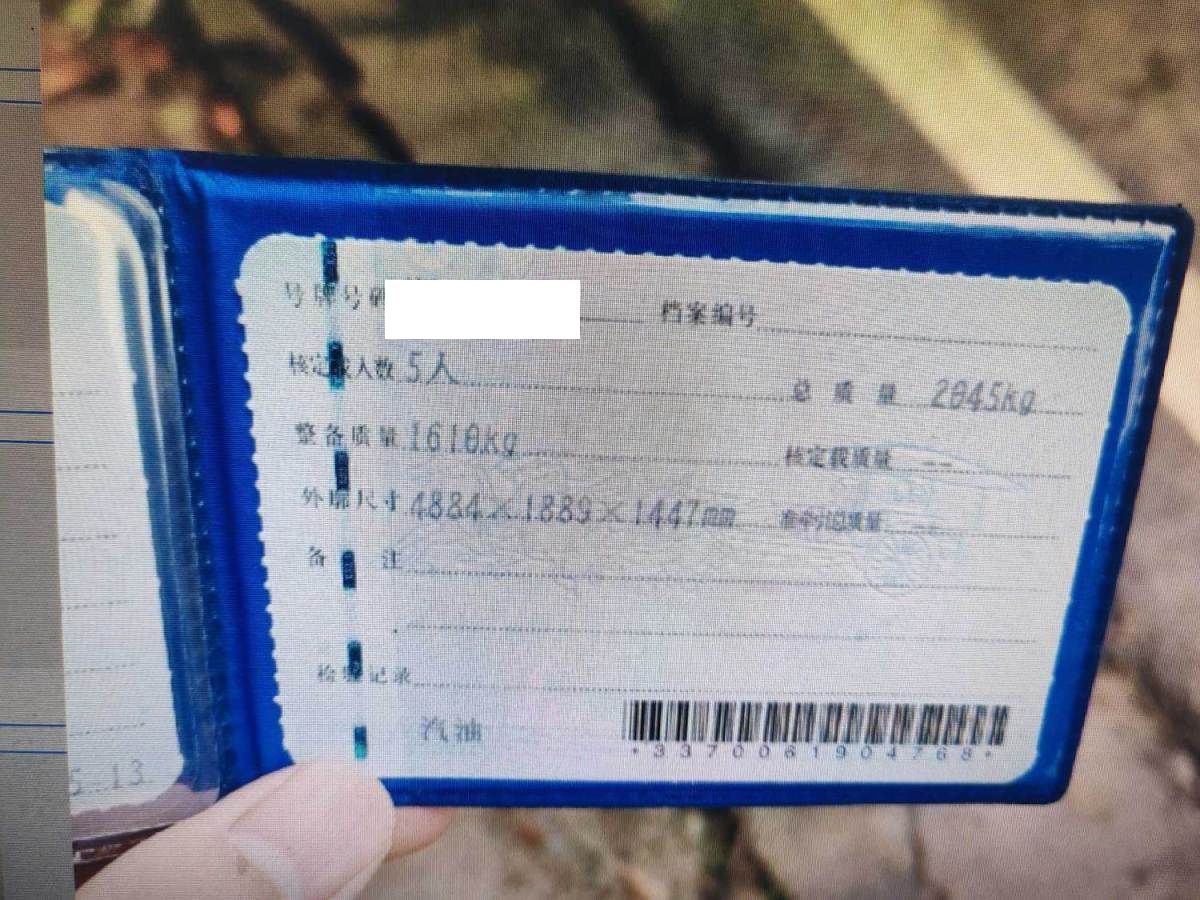 号牌号码 档案编号
核定载人数 5人 总质量 2045kg
整备质量 1610kg 核定载质量 --
外廓尺寸 4884×1889×1447mm 准牵引总质量 --
备注
检验记录
汽油
*3370061904768*
5.13